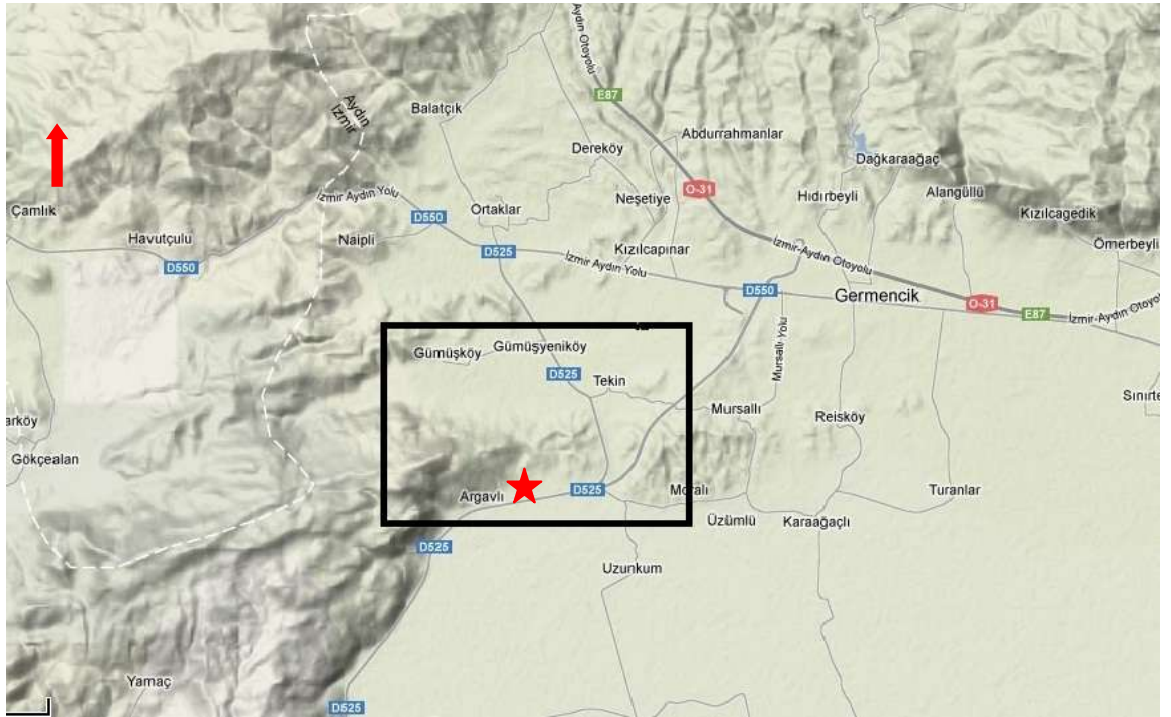 Aydın Otoyolu
E87
Aydın
İzmir
Balatçık
Abdurrahmanlar
Dereköy
Dağkaraağaç
O-31
Alangüllü
Neşetiye
Hıdırbeyli
İzmir Aydın Yolu
Çamlık
Ortaklar
D550
Kızılcagedik
Havutçulu
Naipli
D525
Kızılcapınar
İzmir-Aydın Otoyolu
Ömerbeyli
D550
İzmir Aydın Yolu
D550
Germencik
O-31
E87
İzmir-Aydın Otoyolu
Gümüşköy
Gümüşyeniköy
Mursallı Yolu
D525
Tekin
Sınırte
Mursallı
Reisköy
arköy
Gökçealan
Argavlı
D525
Moralı
Turanlar
Üzümlü
Karaağaçlı
D525
Uzunkum
Yamaç
D525